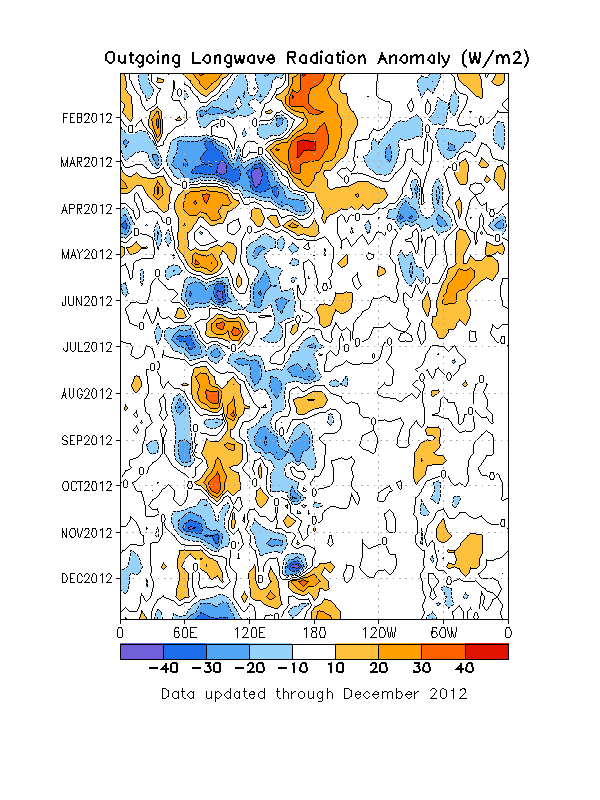 Outgoing Longwave Radiation Anomaly (W/m2)
FEB2012
MAR2012
APR2012
MAY2012
JUN2012
JUL2012
AUG2012
SEP2012
OCT2012
NOV2012
DEC2012
0 60E 120E 180 120W 60W 0
-40 -30 -20 -10 10 20 30 40
Data updated through December 2012